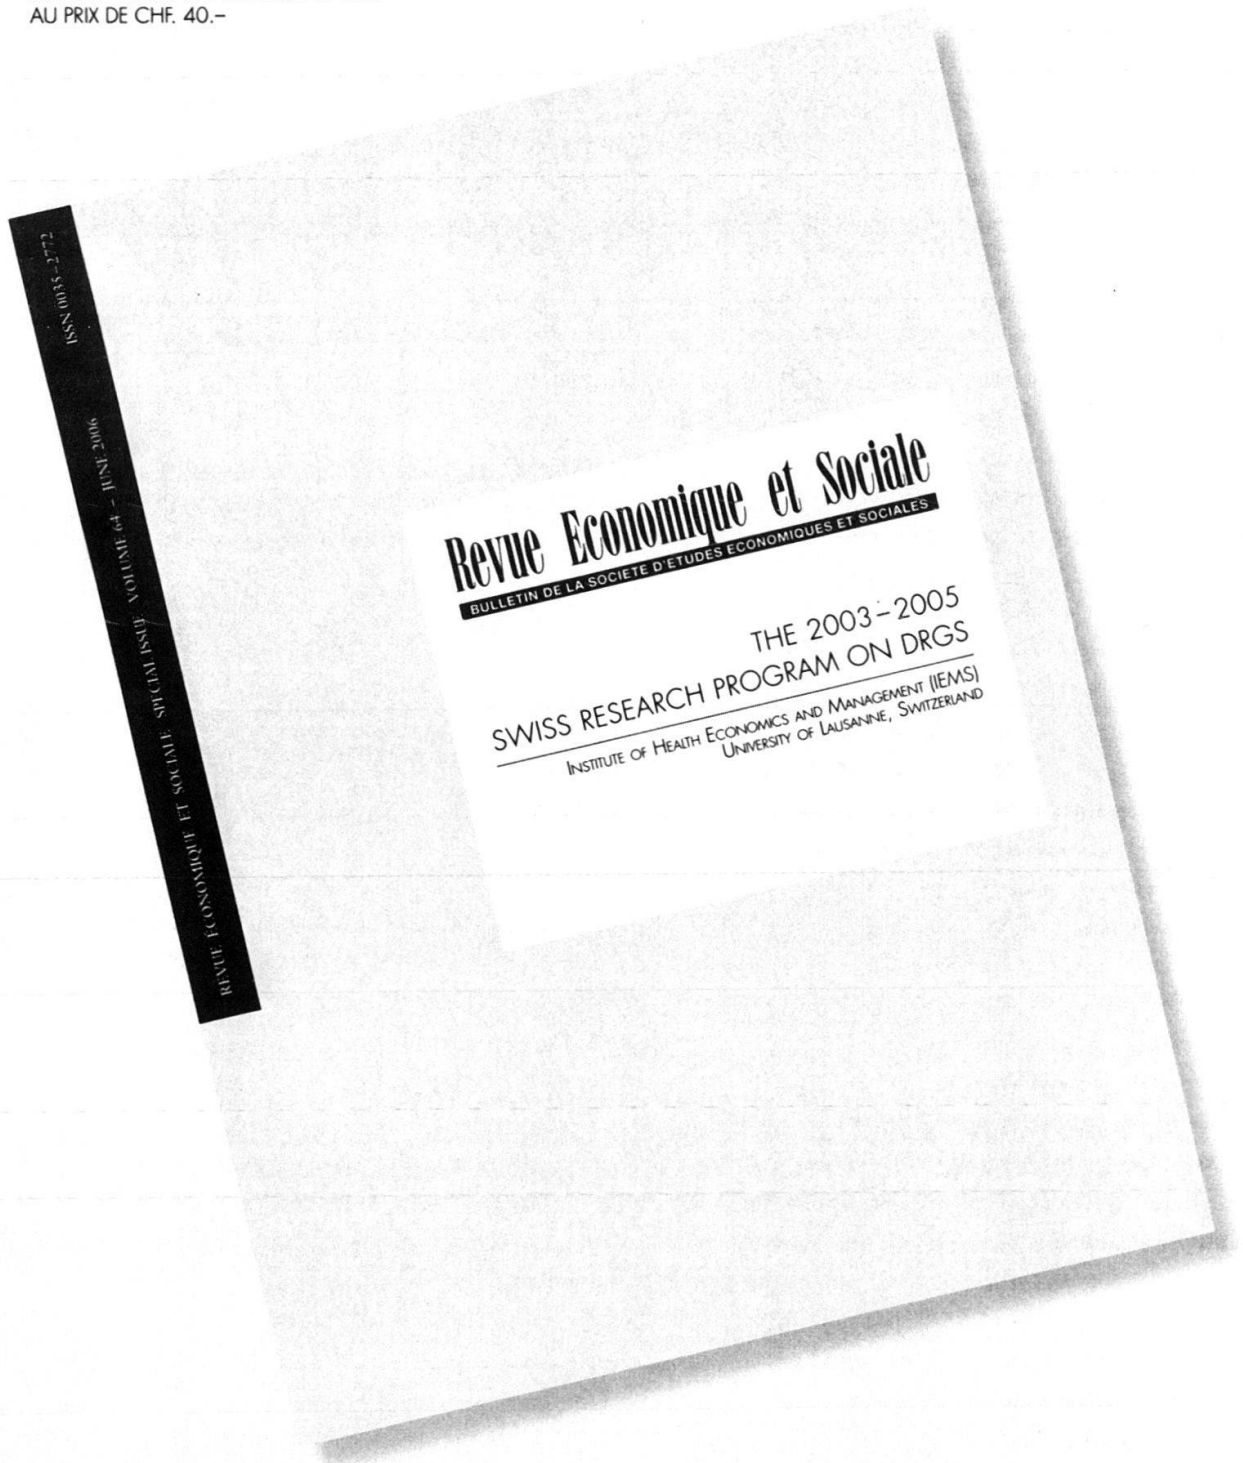 AU PRIX DE CHF. 40.–
REVUE ÉCONOMIQUE ET SOCIALE SPECIAL ISSUE VOLUME 64 – JUNE 2006 ISSN 0035-2772
Revue Economique et Sociale
BULLETIN DE LA SOCIETE D'ETUDES ECONOMIQUES ET SOCIALES
THE 2003–2005
SWISS RESEARCH PROGRAM ON DRGS
INSTITUTE OF HEALTH ECONOMICS AND MANAGEMENT (IEMS)
UNIVERSITY OF LAUSANNE, SWITZERLAND